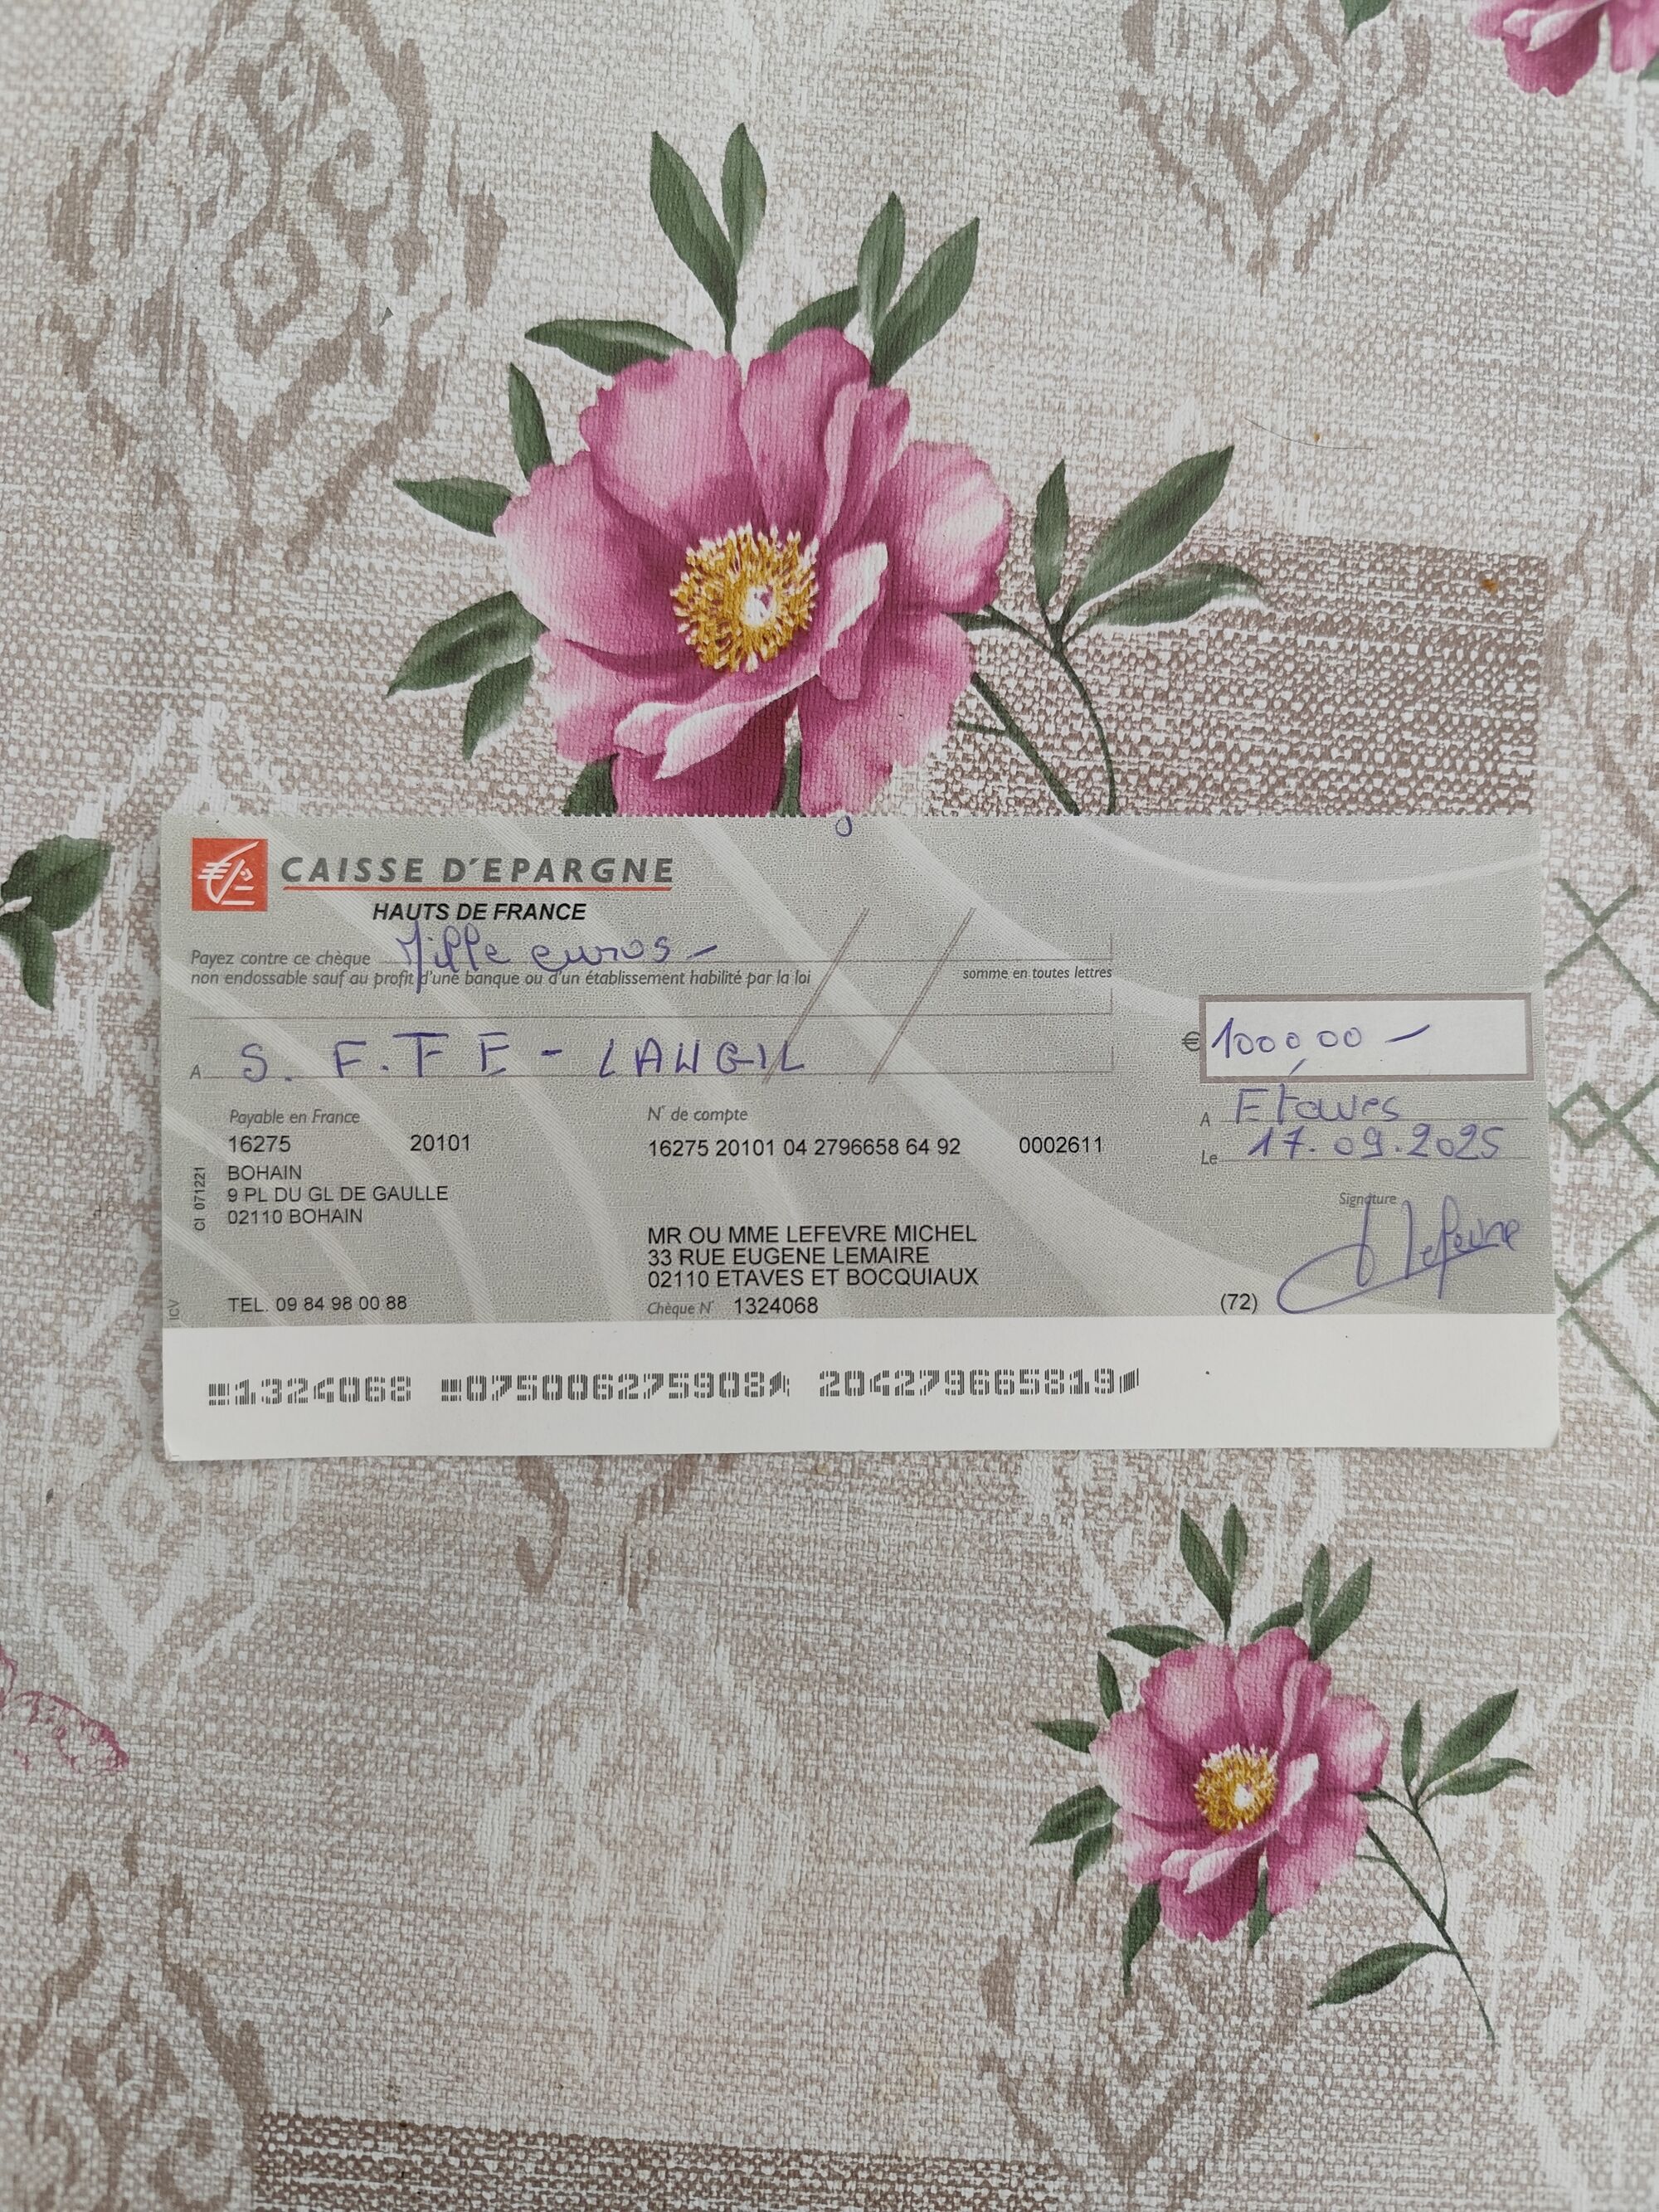 CAISSE D'EPARGNE
HAUTS DE FRANCE
Payez contre ce chèque Mille euros -
non endossable sauf au profit d'une banque ou d'un établissement habilité par la loi
somme en toutes lettres
€ 1000,00 -
A S. F. T E - LANGIL
A Etaves
Le 17.09.2025
Payable en France
16275 20101
BOHAIN
9 PL DU GL DE GAULLE
02110 BOHAIN
TEL. 09 84 98 00 88
CI 071221
ICV
N° de compte
16275 20101 04 2796658 64 92 0002611
MR OU MME LEFEVRE MICHEL
33 RUE EUGENE LEMAIRE
02110 ETAVES ET BOCQUIAUX
Chèque N° 1324068
Signature
Lefevre
(72)
1324068 075006275908 204279665819